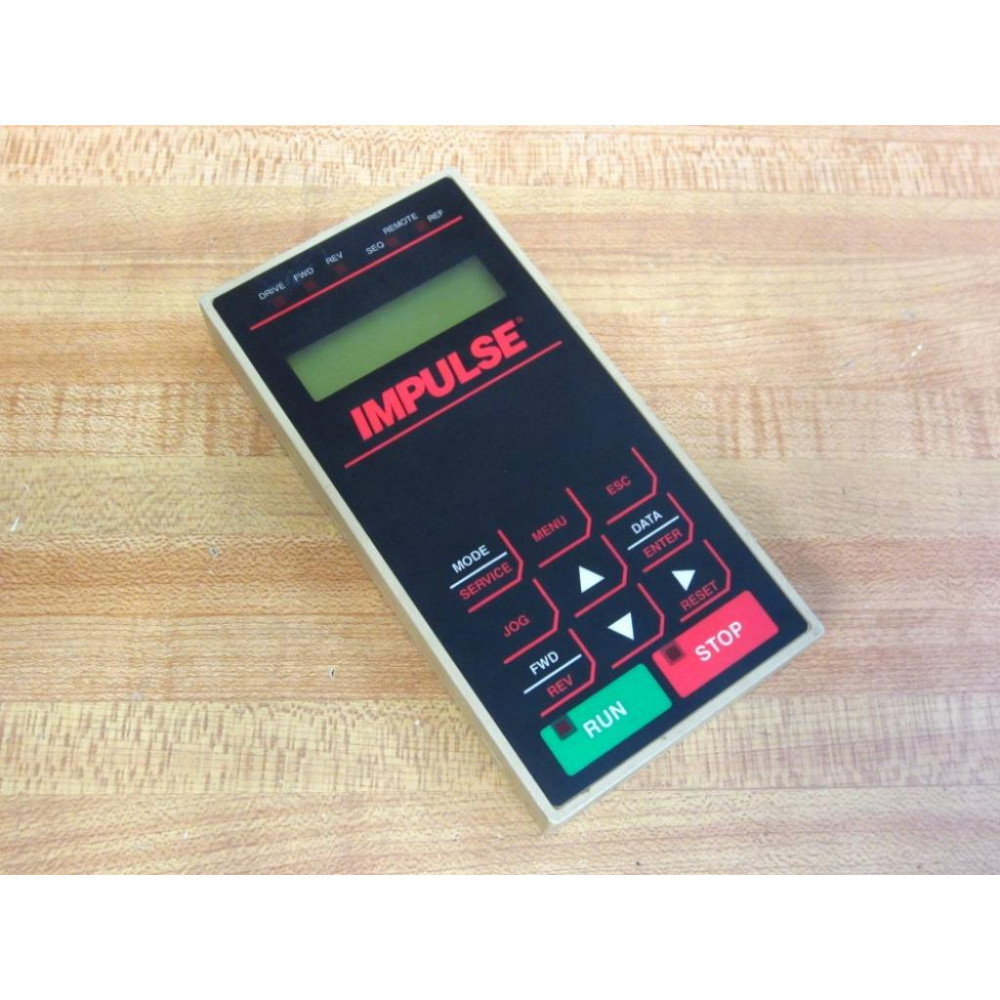 DRIVE FWD REV SEQ REMOTE REF
IMPULSE®
MODE MENU ESC
SERVICE
DATA
ENTER
JOG
FWD
REV
RESET
RUN STOP